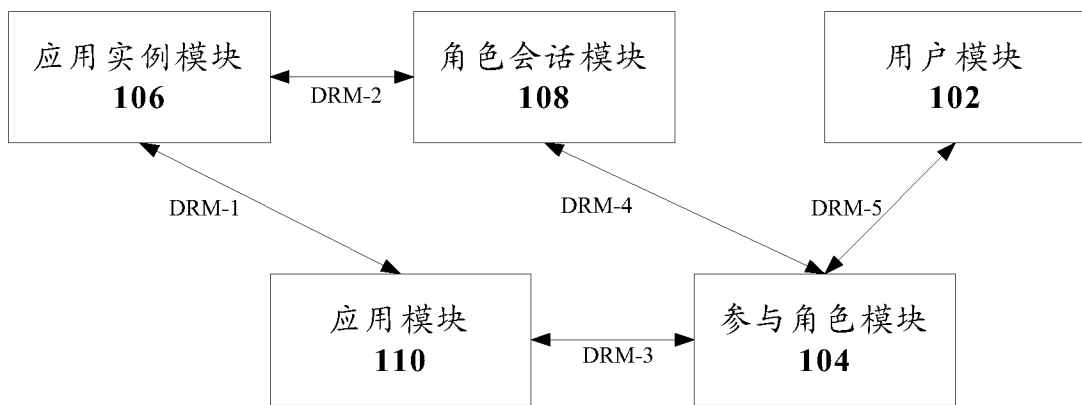 应用实例模块
106
DRM-2
角色会话模块
108
用户模块
102
DRM-1
DRM-4
DRM-5
应用模块
110
DRM-3
参与角色模块
104